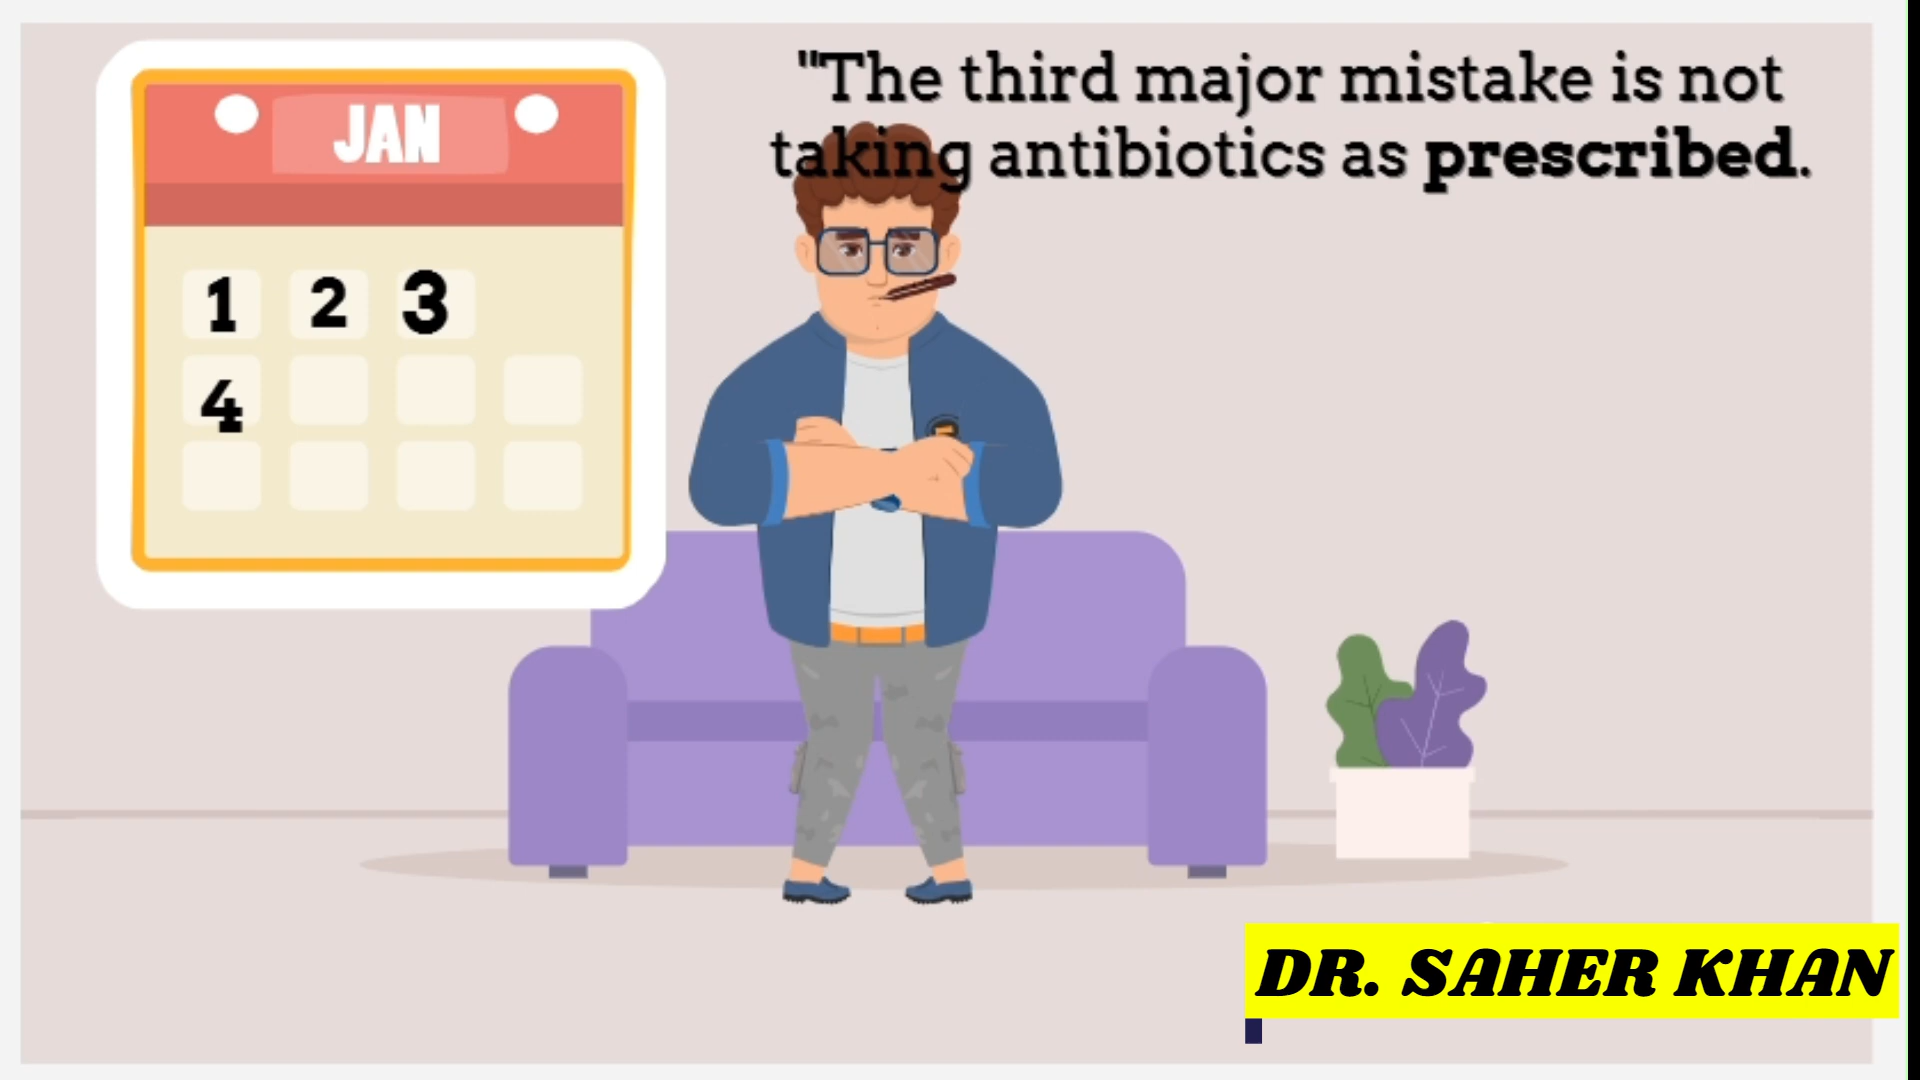 JAN
1 2 3
4
"The third major mistake is not
taking antibiotics as prescribed.
DR. SAHER KHAN